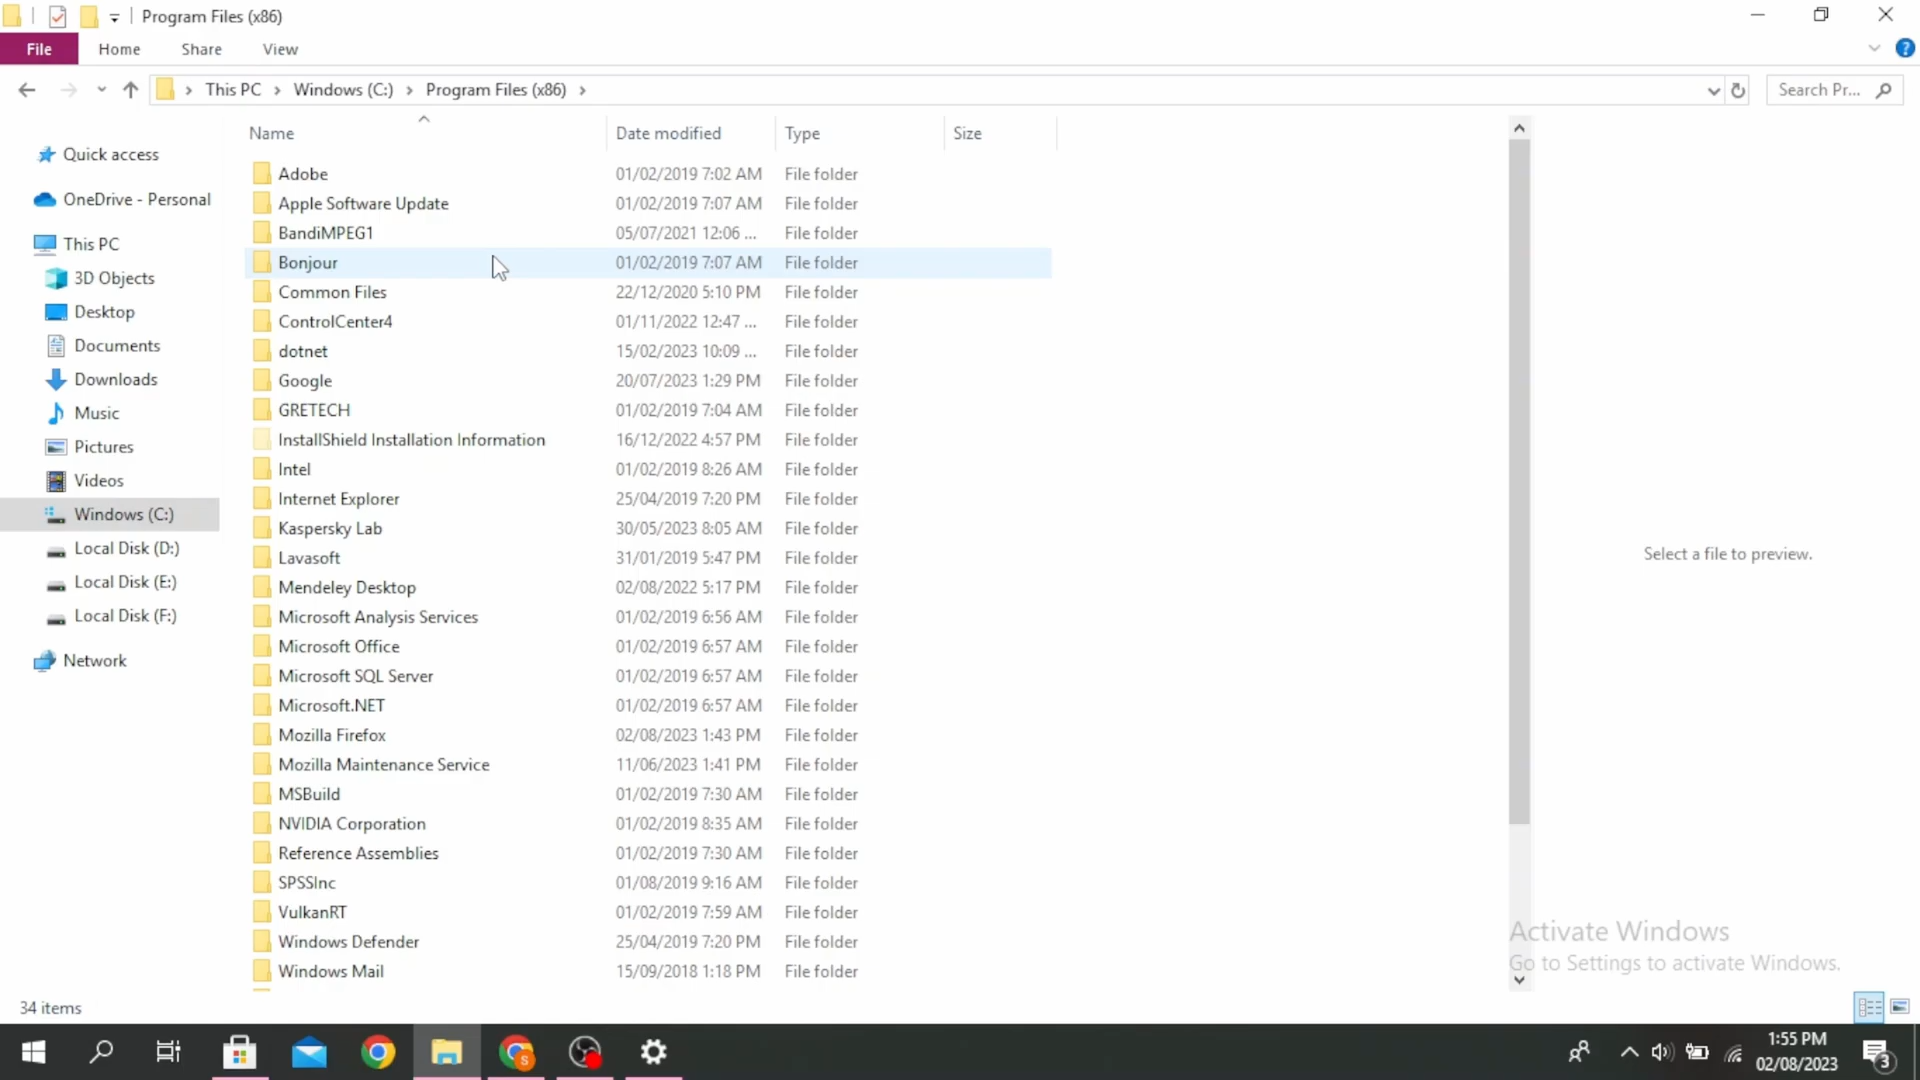 Program Files (x86)
File Home Share View
This PC Windows (C:) Program Files (x86)
Search Pr...
Name Date modified Type Size
Quick access
OneDrive - Personal
This PC
3D Objects
Desktop
Documents
Downloads
Music
Pictures
Videos
Windows (C:)
Local Disk (D:)
Local Disk (E:)
Local Disk (F:)
Network
Adobe 01/02/2019 7:02 AM File folder
Apple Software Update 01/02/2019 7:07 AM File folder
BandiMPEG1 05/07/2021 12:06 ... File folder
Bonjour 01/02/2019 7:07 AM File folder
Common Files 22/12/2020 5:10 PM File folder
ControlCenter4 01/11/2022 12:47 ... File folder
dotnet 15/02/2023 10:09 ... File folder
Google 20/07/2023 1:29 PM File folder
GRETECH 01/02/2019 7:04 AM File folder
InstallShield Installation Information 16/12/2022 4:57 PM File folder
Intel 01/02/2019 8:26 AM File folder
Internet Explorer 25/04/2019 7:20 PM File folder
Kaspersky Lab 30/05/2023 8:05 AM File folder
Lavasoft 31/01/2019 5:47 PM File folder
Mendeley Desktop 02/08/2022 5:17 PM File folder
Microsoft Analysis Services 01/02/2019 6:56 AM File folder
Microsoft Office 01/02/2019 6:57 AM File folder
Microsoft SQL Server 01/02/2019 6:57 AM File folder
Microsoft.NET 01/02/2019 6:57 AM File folder
Mozilla Firefox 02/08/2023 1:43 PM File folder
Mozilla Maintenance Service 11/06/2023 1:41 PM File folder
MSBuild 01/02/2019 7:30 AM File folder
NVIDIA Corporation 01/02/2019 8:35 AM File folder
Reference Assemblies 01/02/2019 7:30 AM File folder
SPSSInc 01/08/2019 9:16 AM File folder
VulkanRT 01/02/2019 7:59 AM File folder
Windows Defender 25/04/2019 7:20 PM File folder
Windows Mail 15/09/2018 1:18 PM File folder
Select a file to preview.
Activate Windows
Go to Settings to activate Windows.
34 items
S
1:55 PM
02/08/2023
3